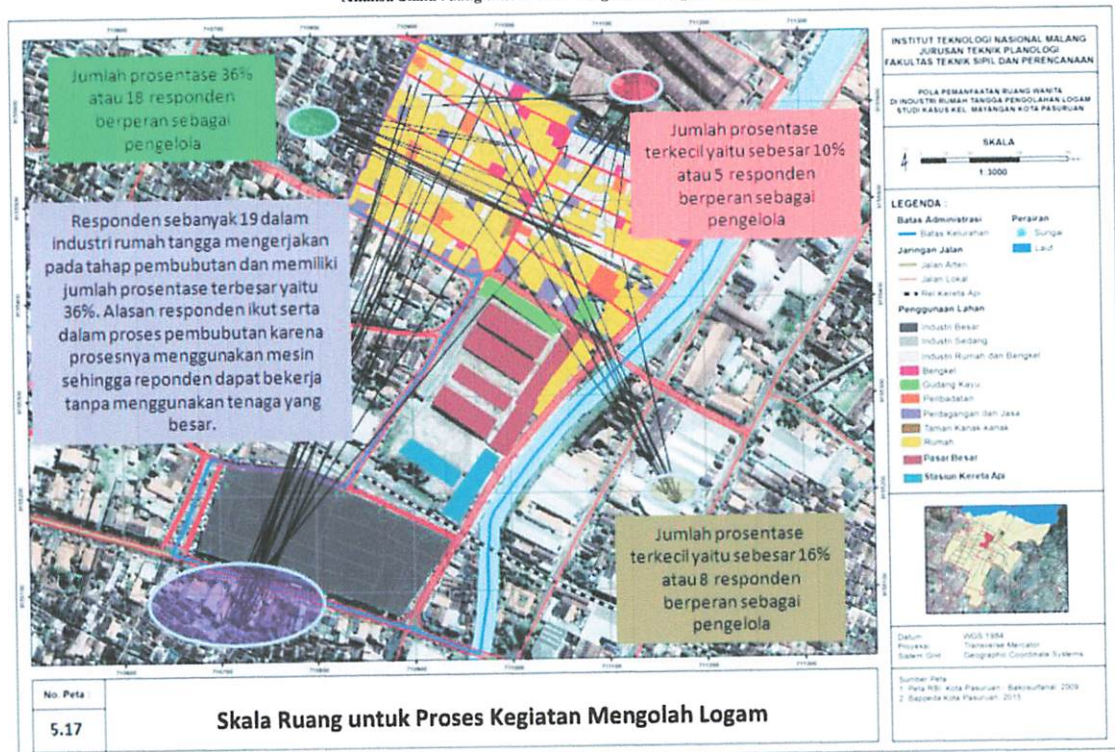 Jumlah prosentase 36%
atau 18 responden
berperan sebagai
pengelola
Jumlah prosentase
terkecil yaitu sebesar 10%
atau 5 responden
berperan sebagai
pengelola
Responden sebanyak 19 dalam
industri rumah tangga mengerjakan
pada tahap pembubutan dan memiliki
jumlah prosentase terbesar yaitu
36%. Alasan responden ikut serta
dalam proses pembubutan karena
prosesnya menggunakan mesin
sehingga reponden dapat bekerja
tanpa menggunakan tenaga yang
besar.
Jumlah prosentase
terkecil yaitu sebesar 16%
atau 8 responden
berperan sebagai
pengelola
INSTITUT TEKNOLOGI NASIONAL MALANG
JURUSAN TEKNIK PLANOLOGI
FAKULTAS TEKNIK SIPIL DAN PERENCANAAN
POLA PEMANFAATAN RUANG WANITA
DI INDUSTRI RUMAH TANGGA PENGOLAHAN LOGAM
STUDI KASUS KEL. MAYANGAN KOTA PASURUAN
SKALA
1:3000
LEGENDA :
Batas Administrasi
Batas Kelurahan
Jaringan Jalan
Jalan Arteri
Jalan Lokal
Rel Kereta Api
Perairan
Sungai
Laut
Penggunaan Lahan
Industri Besar
Industri Sedang
Industri Rumah dan Bengkel
Bengkel
Gudang Kayu
Peribadatan
Perdagangan dan Jasa
Taman Kanak-kanak
Rumah
Pasar Besar
Stasiun Kereta Api
Datum : WGS 1984
Proyeksi : Transverse Mercator
Sistem Grid : Geographic Coordinate Systems
Sumber Peta :
1. Peta RBI Kota Pasuruan - Bakosurtanal 2009
2. Bappeda Kota Pasuruan 2015
No. Peta :
5.17
Skala Ruang untuk Proses Kegiatan Mengolah Logam